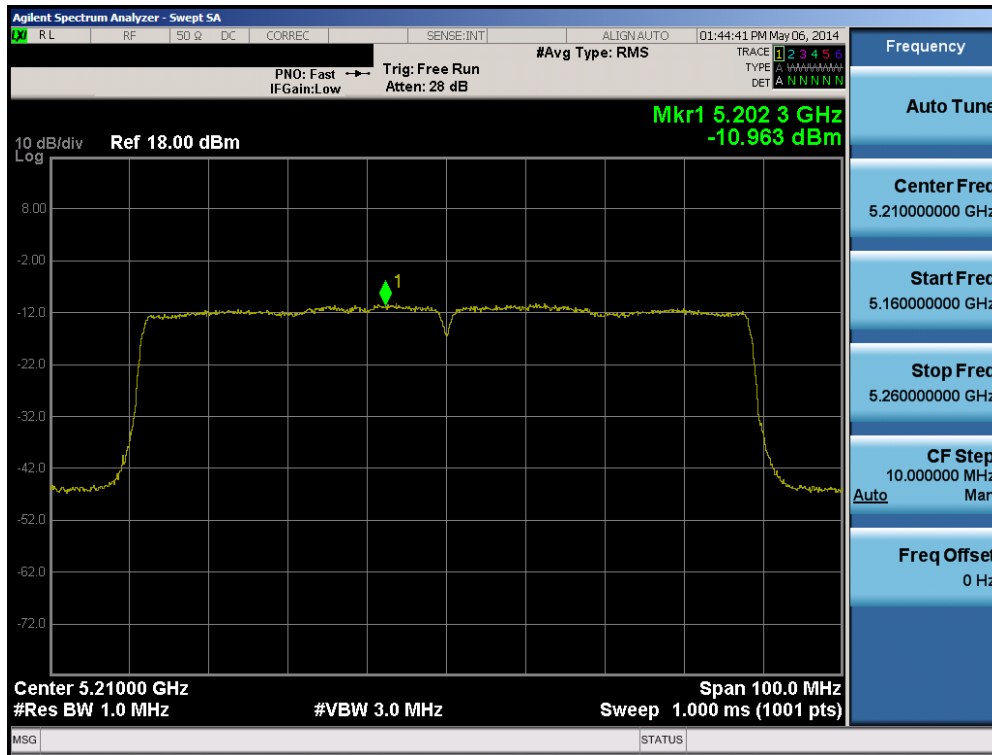 Agilent Spectrum Analyzer - Swept SA
LXI RL RF 50 Ω DC CORREC SENSE:INT ALIGN AUTO 01:44:41 PM May 06, 2014
#Avg Type: RMS TRACE 1 2 3 4 5 6
PNO: Fast Trig: Free Run TYPE A WWWWW
IFGain:Low Atten: 28 dB DET A N N N N N
Mkr1 5.202 3 GHz
-10.963 dBm
10 dB/div Ref 18.00 dBm
Log
8.00
-2.00
1
-12.0
-22.0
-32.0
-42.0
-52.0
-62.0
-72.0
Center 5.21000 GHz Span 100.0 MHz
#Res BW 1.0 MHz #VBW 3.0 MHz Sweep 1.000 ms (1001 pts)
MSG STATUS
Frequency
Auto Tune
Center Freq
5.210000000 GHz
Start Freq
5.160000000 GHz
Stop Freq
5.260000000 GHz
CF Step
10.000000 MHz
Auto Man
Freq Offset
0 Hz